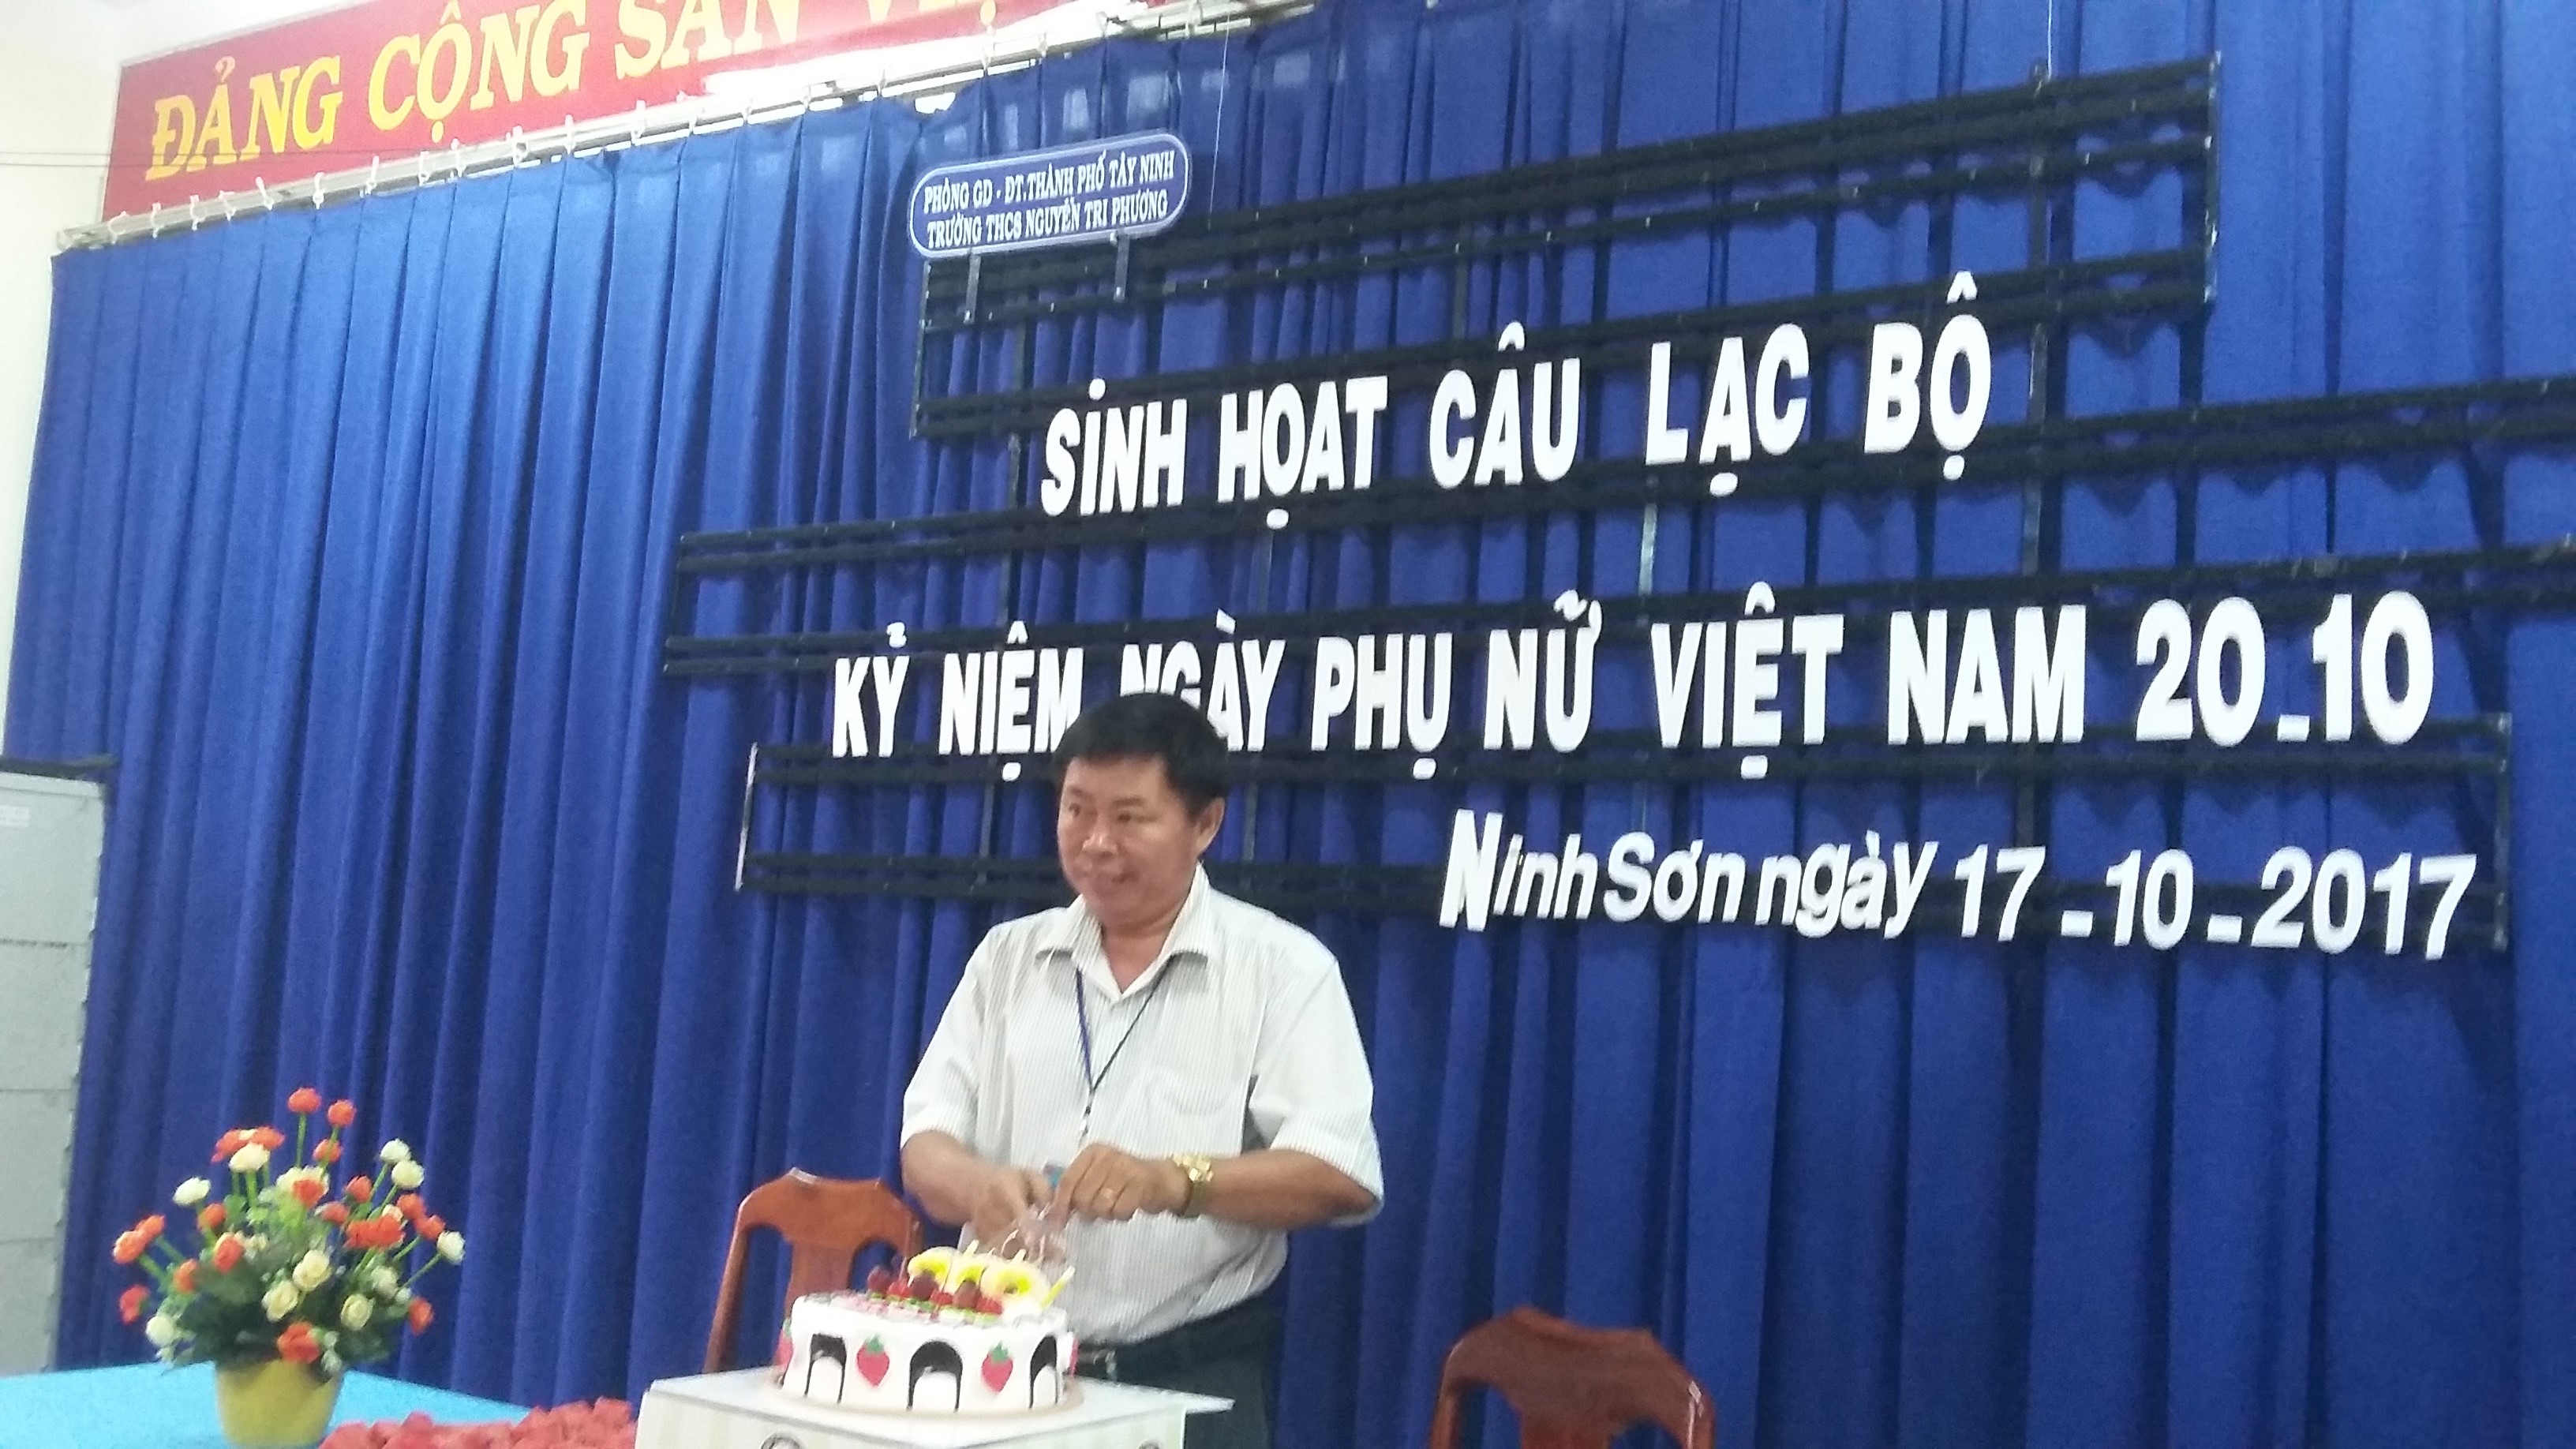 ĐẢNG CỘNG SẢN
PHÒNG GD - ĐT.THÀNH PHỐ TÂY NINH
TRƯỜNG THCS NGUYỄN TRI PHƯƠNG
SINH HỌAT CÂU LẠC BỘ
KỶ NIỆM NGÀY PHỤ NỮ VIỆT NAM 20-10
Ninh Sơn ngày 17-10-2017